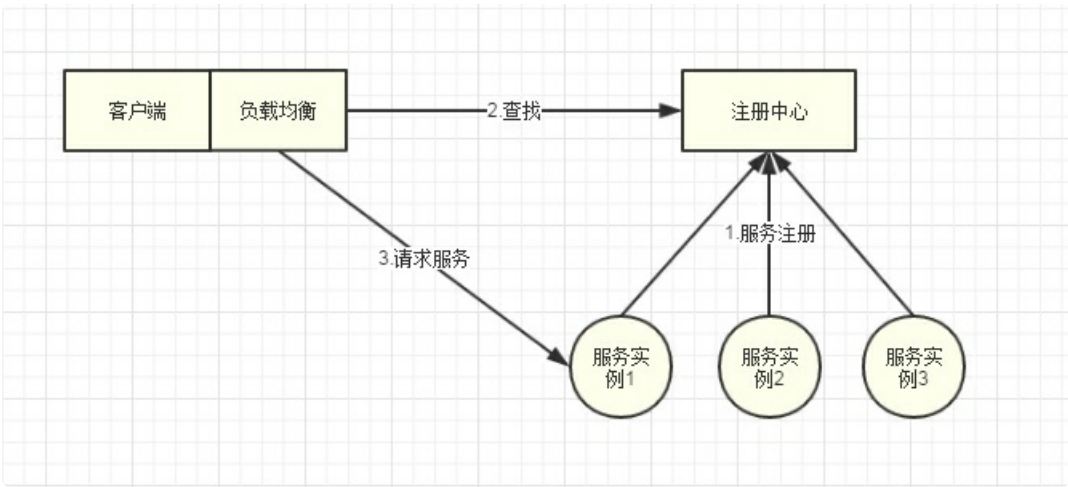 客户端
负载均衡
2.查找
注册中心
1.服务注册
3.请求服务
服务实
例1
服务实
例2
服务实
例3